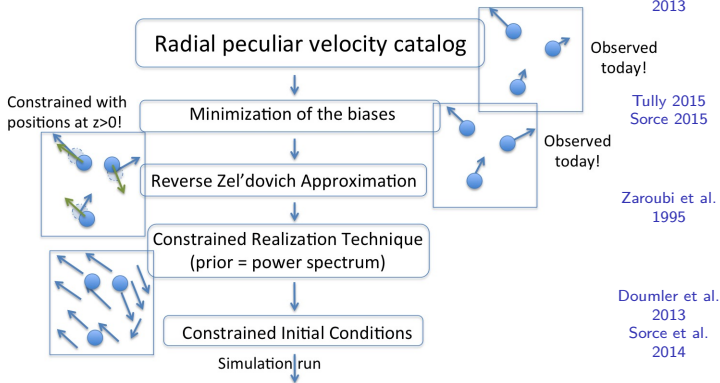 2013
Radial peculiar velocity catalog
Observed
today!
Constrained with
positions at z>0!
Minimization of the biases
Tully 2015
Sorce 2015
Observed
today!
Reverse Zel'dovich Approximation
Zaroubi et al.
1995
Constrained Realization Technique
(prior = power spectrum)
Doumler et al.
2013
Sorce et al.
2014
Constrained Initial Conditions
Simulation run